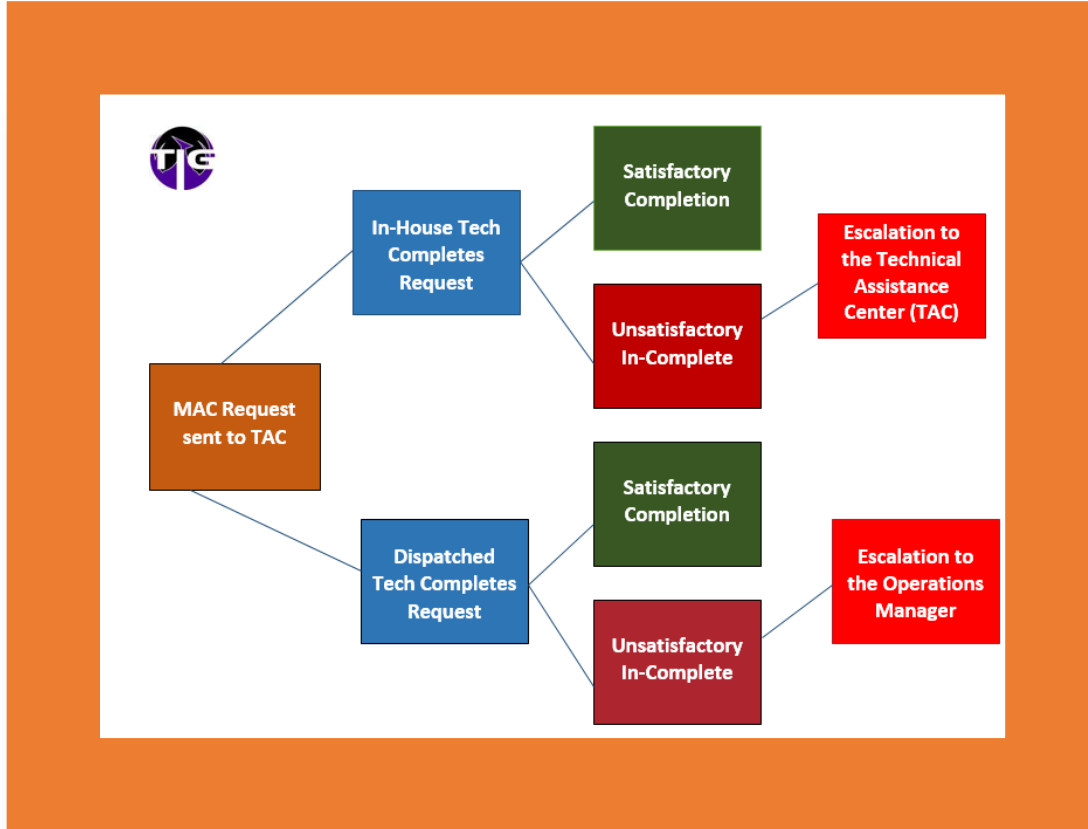 TIG
In-House Tech
Completes
Request
Satisfactory
Completion
Unsatisfactory
In-Complete
Escalation to
the Technical
Assistance
Center (TAC)
MAC Request
sent to TAC
Dispatched
Tech Completes
Request
Satisfactory
Completion
Unsatisfactory
In-Complete
Escalation to
the Operations
Manager